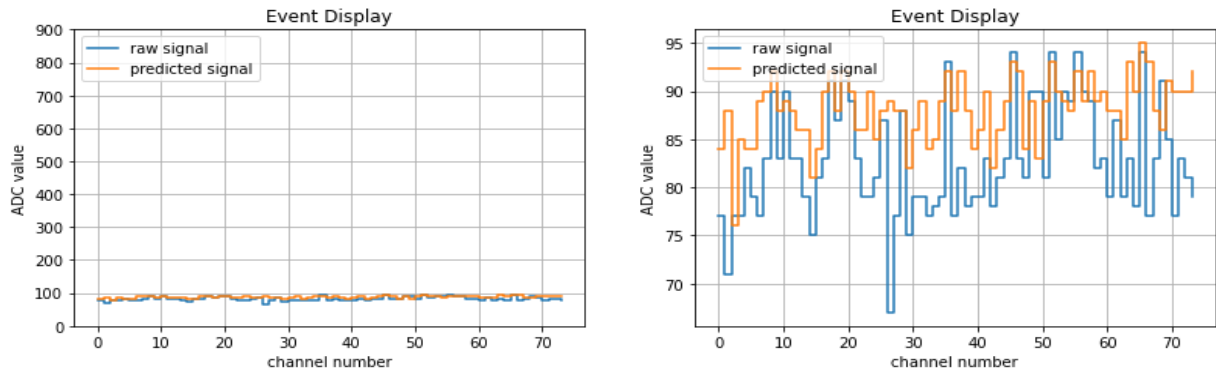 Event Display
ADC value
900
800
700
600
500
400
300
200
100
0
raw signal
predicted signal
0 10 20 30 40 50 60 70
channel number
Event Display
ADC value
95
90
85
80
75
70
raw signal
predicted signal
0 10 20 30 40 50 60 70
channel number